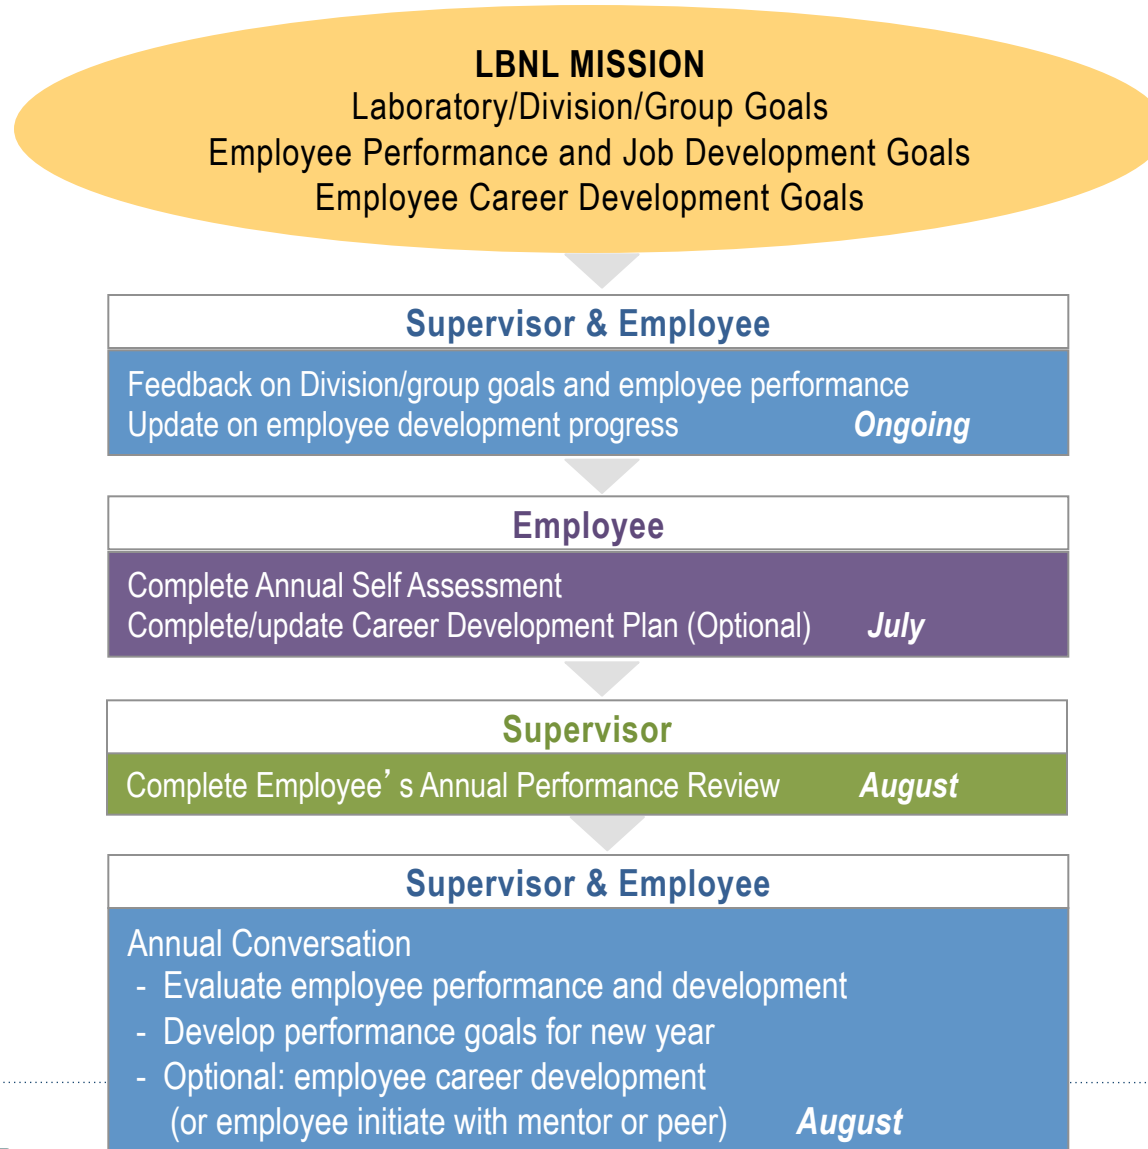 LBNL MISSION
Laboratory/Division/Group Goals
Employee Performance and Job Development Goals
Employee Career Development Goals
Supervisor & Employee
Feedback on Division/group goals and employee performance
Update on employee development progress Ongoing
Employee
Complete Annual Self Assessment
Complete/update Career Development Plan (Optional) July
Supervisor
Complete Employee’s Annual Performance Review August
Supervisor & Employee
Annual Conversation
- Evaluate employee performance and development
- Develop performance goals for new year
- Optional: employee career development
(or employee initiate with mentor or peer) August